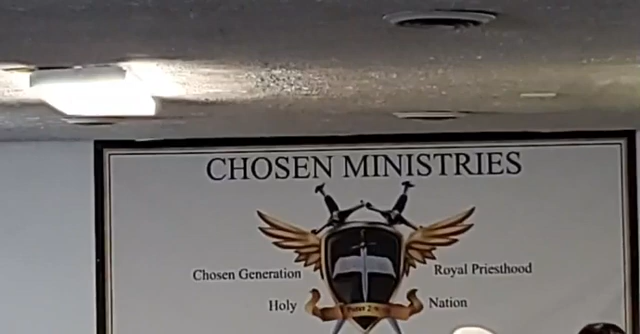 CHOSEN MINISTRIES
Chosen Generation
Royal Priesthood
Holy
Nation